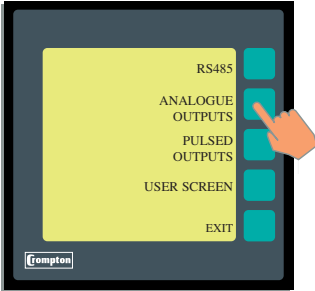 RS485
ANALOGUE
OUTPUTS
PULSED
OUTPUTS
USER SCREEN
EXIT
Crompton